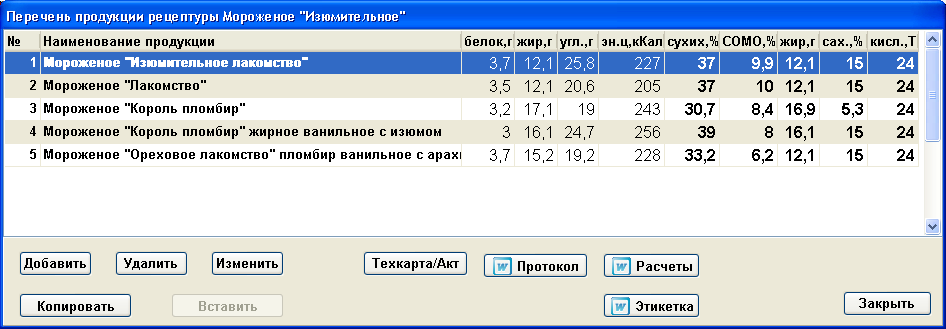 Перечень продукции рецептуры Мороженое "Изюмительное"
№ Наименование продукции белок,г жир,г угл.,г эн.ц,кКал сухих,% СОМО,% жир,г сах.,% кисл.,Т
1 Мороженое "Изюмительное лакомство" 3,7 12,1 25,8 227 37 9,9 12,1 15 24
2 Мороженое "Лакомство" 3,5 12,1 20,6 205 37 10 12,1 15 24
3 Мороженое "Король пломбир" 3,2 17,1 19 243 30,7 8,4 16,9 5,3 24
4 Мороженое "Король пломбир" жирное ванильное с изюмом 3 16,1 24,7 256 39 8 16,1 15 24
5 Мороженое "Ореховое лакомство" пломбир ванильное с арахи 3,7 15,2 19,2 228 33,2 6,2 12,1 15 24
Добавить Удалить Изменить Техкарта/Акт Протокол Расчеты
Копировать Вставить Этикетка Закрыть